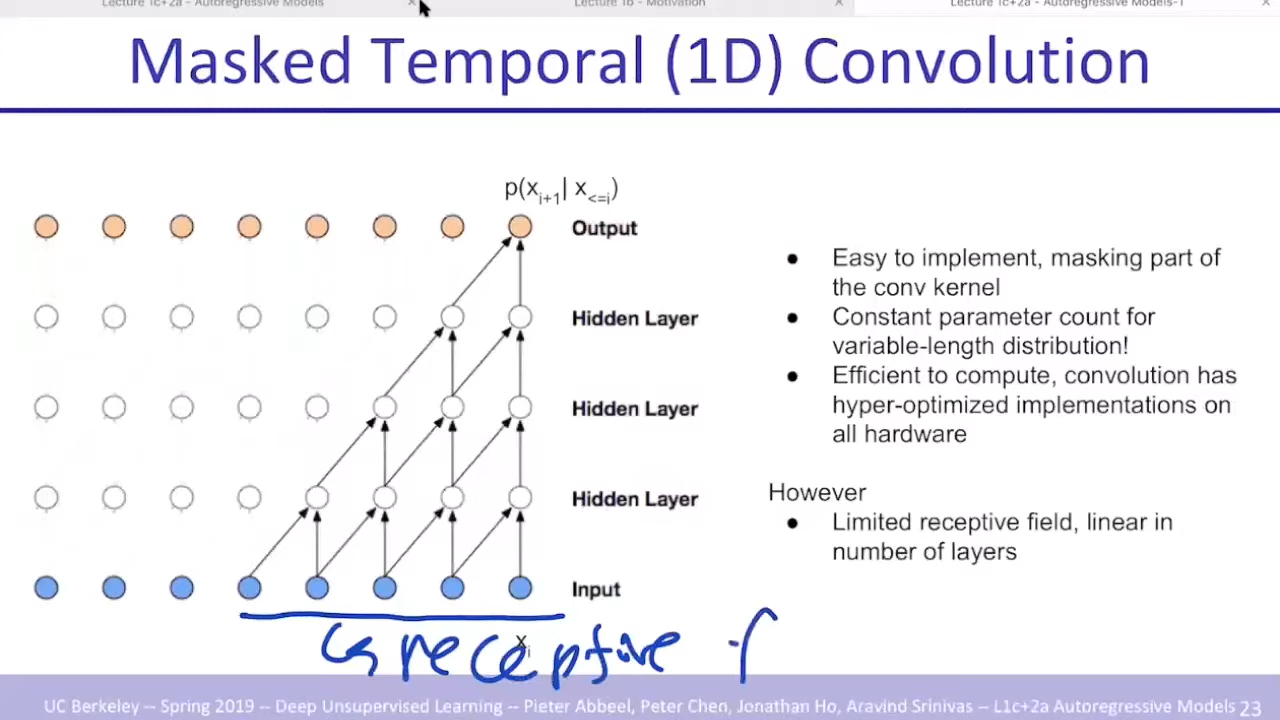 Lecture 1c+2a - Autoregressive Models
Lecture 1b - Motivation
Lecture 1c+2a - Autoregressive Models-1
Masked Temporal (1D) Convolution
p(x_{i+1}| x_{<=i})
Output
Hidden Layer
Hidden Layer
Hidden Layer
Input
x_i
● Easy to implement, masking part of
the conv kernel
● Constant parameter count for
variable-length distribution!
● Efficient to compute, convolution has
hyper-optimized implementations on
all hardware
However
● Limited receptive field, linear in
number of layers
receptive f
UC Berkeley -- Spring 2019 -- Deep Unsupervised Learning -- Pieter Abbeel, Peter Chen, Jonathan Ho, Aravind Srinivas -- L1c+2a Autoregressive Models 23